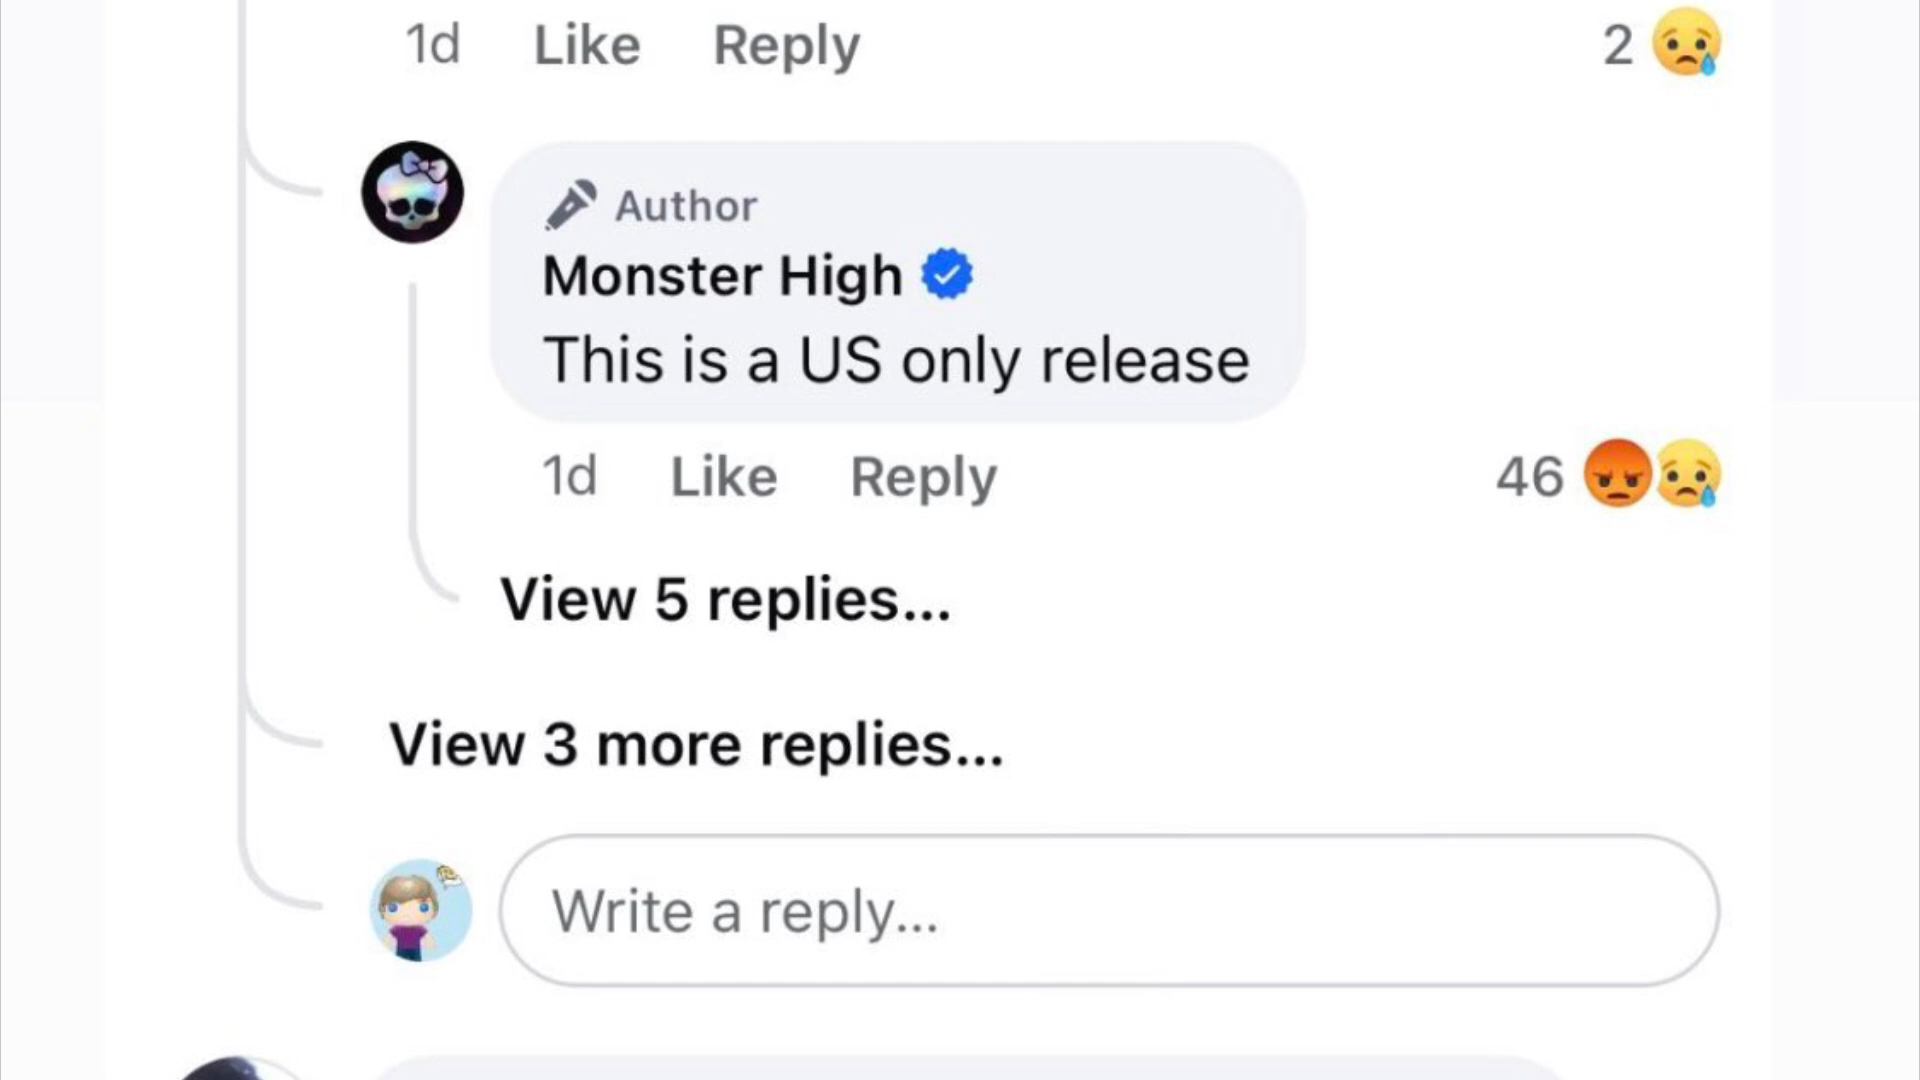 1d Like Reply 2
Author
Monster High
This is a US only release
1d Like Reply 46
View 5 replies...
View 3 more replies...
Write a reply...